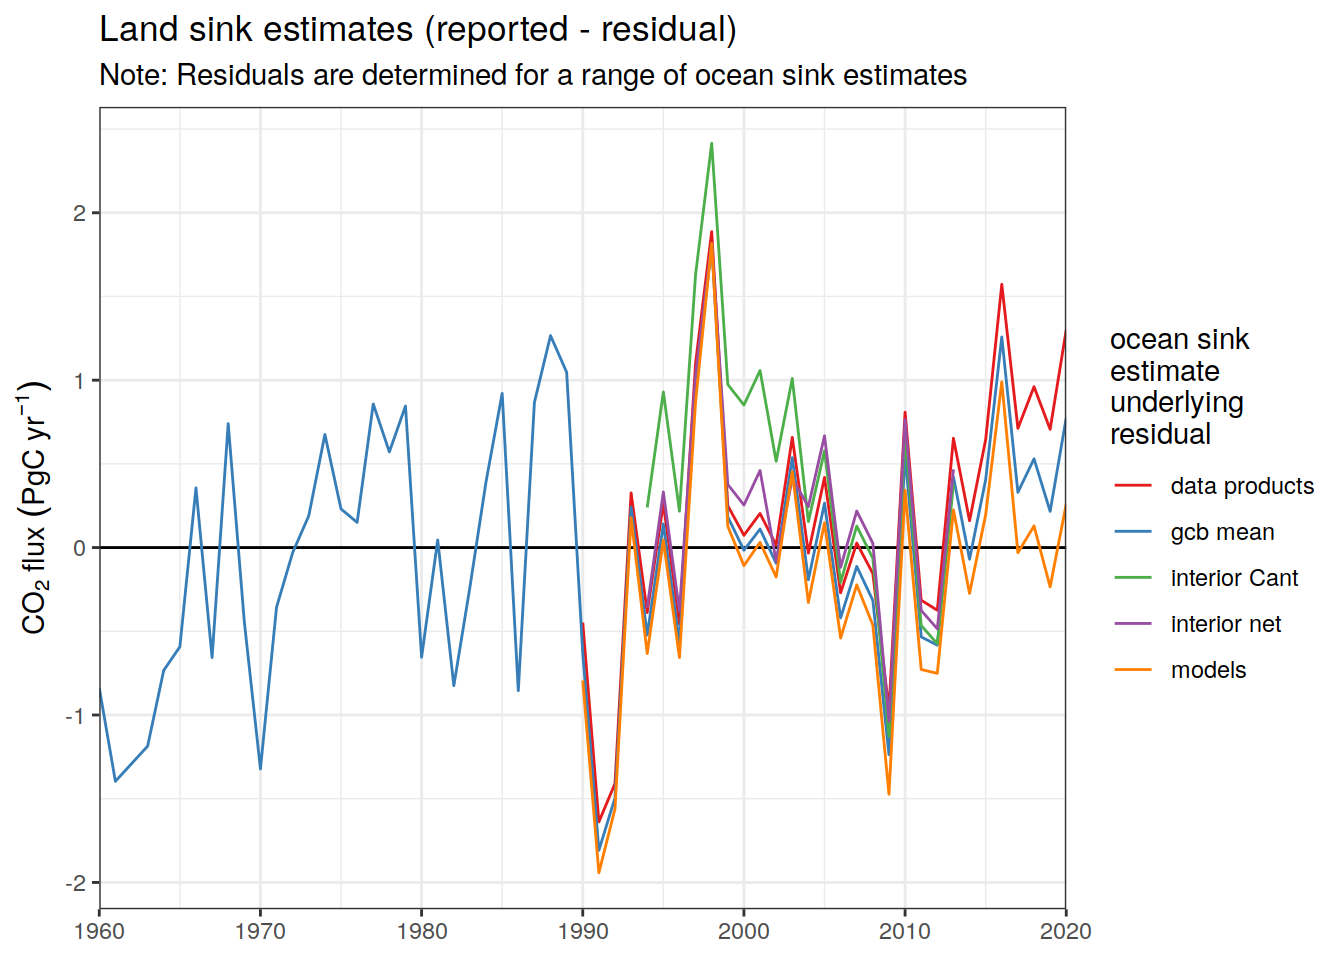 Land sink estimates (reported - residual)
Note: Residuals are determined for a range of ocean sink estimates
CO₂ flux (PgC yr⁻¹)
2
1
0
-1
-2
1960 1970 1980 1990 2000 2010 2020
ocean sink
estimate
underlying
residual
data products
gcb mean
interior Cant
interior net
models